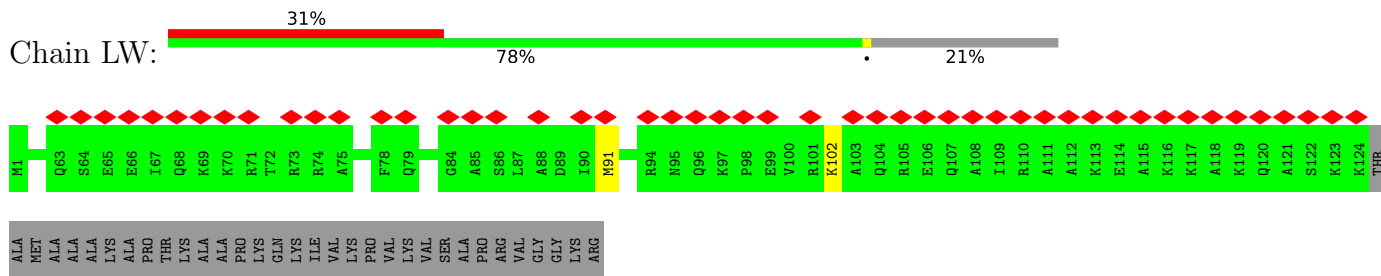 31%
Chain LW:
78% • 21%
M1 Q63 S64 E65 E66 I67 Q68 K69 K70 R71 T72 R73 R74 A75 F78 Q79 G84 A85 S86 L87 A88 D89 I90 M91 R94 N95 Q96 K97 P98 E99 V100 R101 K102 A103 Q104 R105 E106 Q107 A108 I109 R110 A111 A112 K113 E114 A115 K116 K117 A118 K119 Q120 A121 S122 K123 K124 THR
ALA MET ALA ALA ALA LYS ALA PRO THR LYS ALA ALA PRO LYS GLN LYS ILE VAL LYS PRO VAL LYS VAL SER ALA PRO ARG VAL GLY GLY LYS ARG